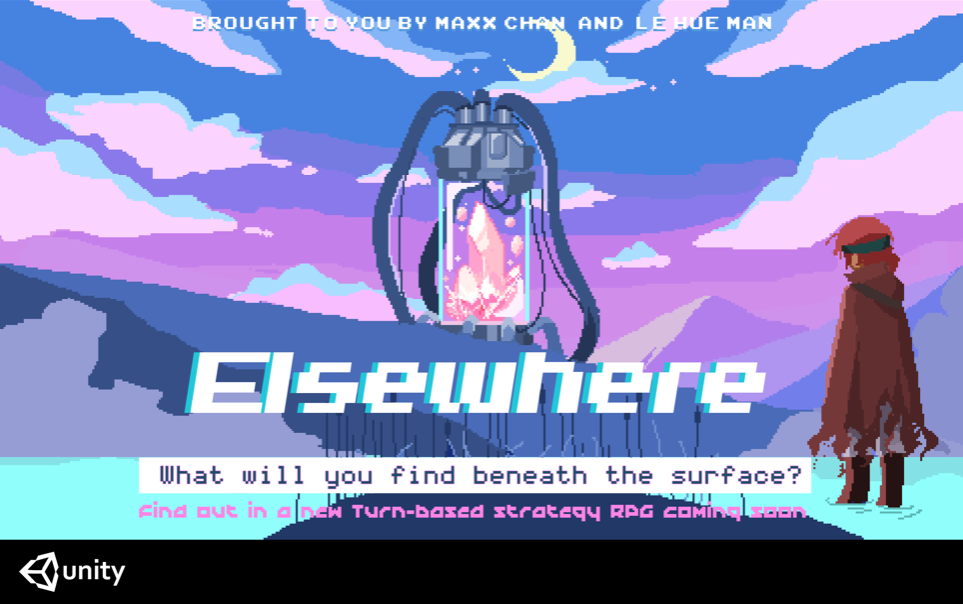 BROUGHT TO YOU BY MAXX CHAN AND LE HUE MAN
Elsewhere
What will you find beneath the surface?
Find out in a new Turn-based strategy RPG coming soon
unity